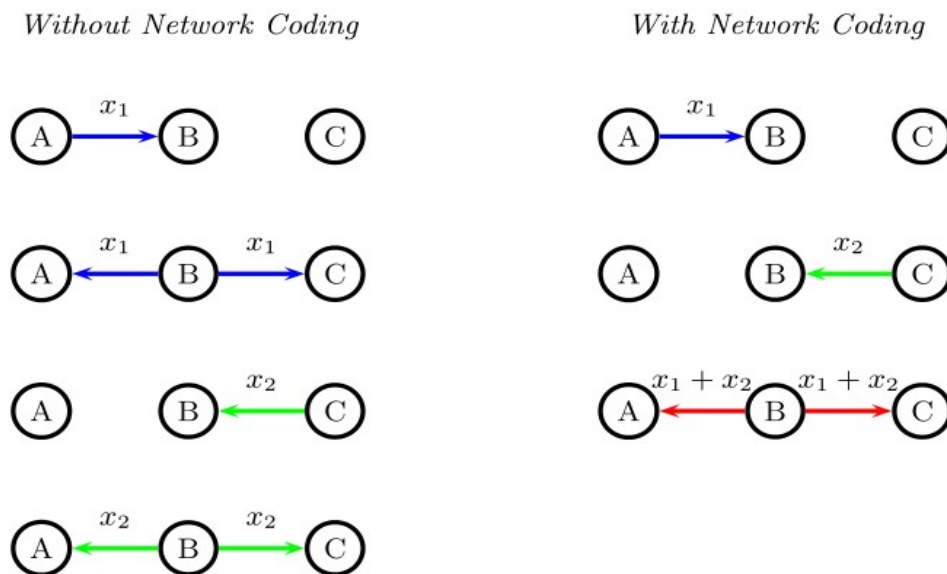 Without Network Coding
x₁
A B C
x₁ x₁
A B C
x₂
A B C
x₂ x₂
A B C
With Network Coding
x₁
A B C
x₂
A B C
x₁ + x₂ x₁ + x₂
A B C